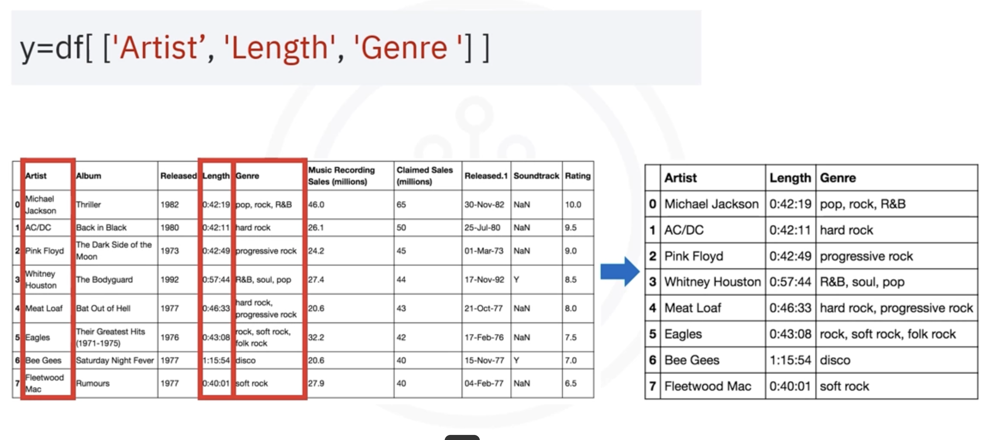 y=df[ ['Artist’, 'Length', 'Genre '] ]
Artist Album Released Length Genre Music Recording Sales (millions) Claimed Sales (millions) Released.1 Soundtrack Rating
0 Michael Jackson Thriller 1982 0:42:19 pop, rock, R&B 46.0 65 30-Nov-82 NaN 10.0
1 AC/DC Back in Black 1980 0:42:11 hard rock 26.1 50 25-Jul-80 NaN 9.5
2 Pink Floyd The Dark Side of the Moon 1973 0:42:49 progressive rock 24.2 45 01-Mar-73 NaN 9.0
3 Whitney Houston The Bodyguard 1992 0:57:44 R&B, soul, pop 27.4 44 17-Nov-92 Y 8.5
4 Meat Loaf Bat Out of Hell 1977 0:46:33 hard rock, progressive rock 20.6 43 21-Oct-77 NaN 8.0
5 Eagles Their Greatest Hits (1971-1975) 1976 0:43:08 rock, soft rock, folk rock 32.2 42 17-Feb-76 NaN 7.5
6 Bee Gees Saturday Night Fever 1977 1:15:54 disco 20.6 40 15-Nov-77 Y 7.0
7 Fleetwood Mac Rumours 1977 0:40:01 soft rock 27.9 40 04-Feb-77 NaN 6.5
Artist Length Genre
0 Michael Jackson 0:42:19 pop, rock, R&B
1 AC/DC 0:42:11 hard rock
2 Pink Floyd 0:42:49 progressive rock
3 Whitney Houston 0:57:44 R&B, soul, pop
4 Meat Loaf 0:46:33 hard rock, progressive rock
5 Eagles 0:43:08 rock, soft rock, folk rock
6 Bee Gees 1:15:54 disco
7 Fleetwood Mac 0:40:01 soft rock